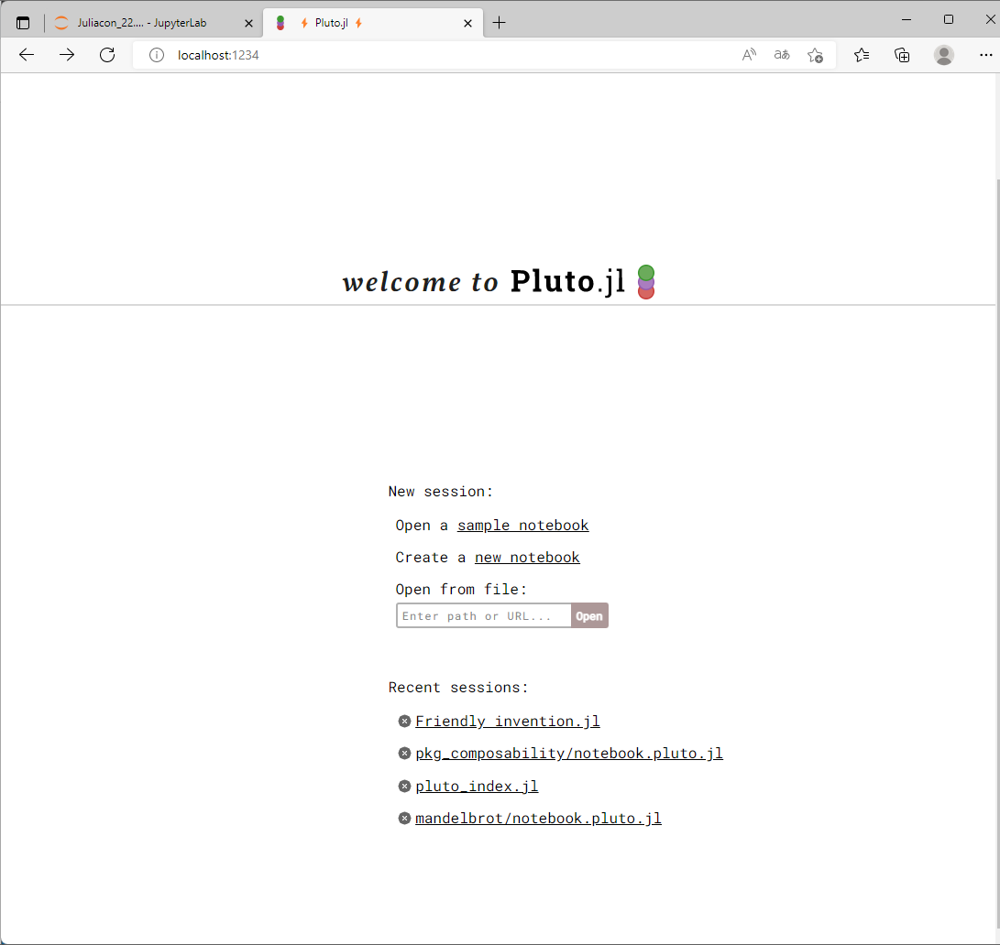 Juliacon_22.... - JupyterLab
Pluto.jl
localhost:1234
welcome to Pluto.jl
New session:
Open a sample notebook
Create a new notebook
Open from file:
Enter path or URL...
Open
Recent sessions:
Friendly invention.jl
pkg_composability/notebook.pluto.jl
pluto_index.jl
mandelbrot/notebook.pluto.jl